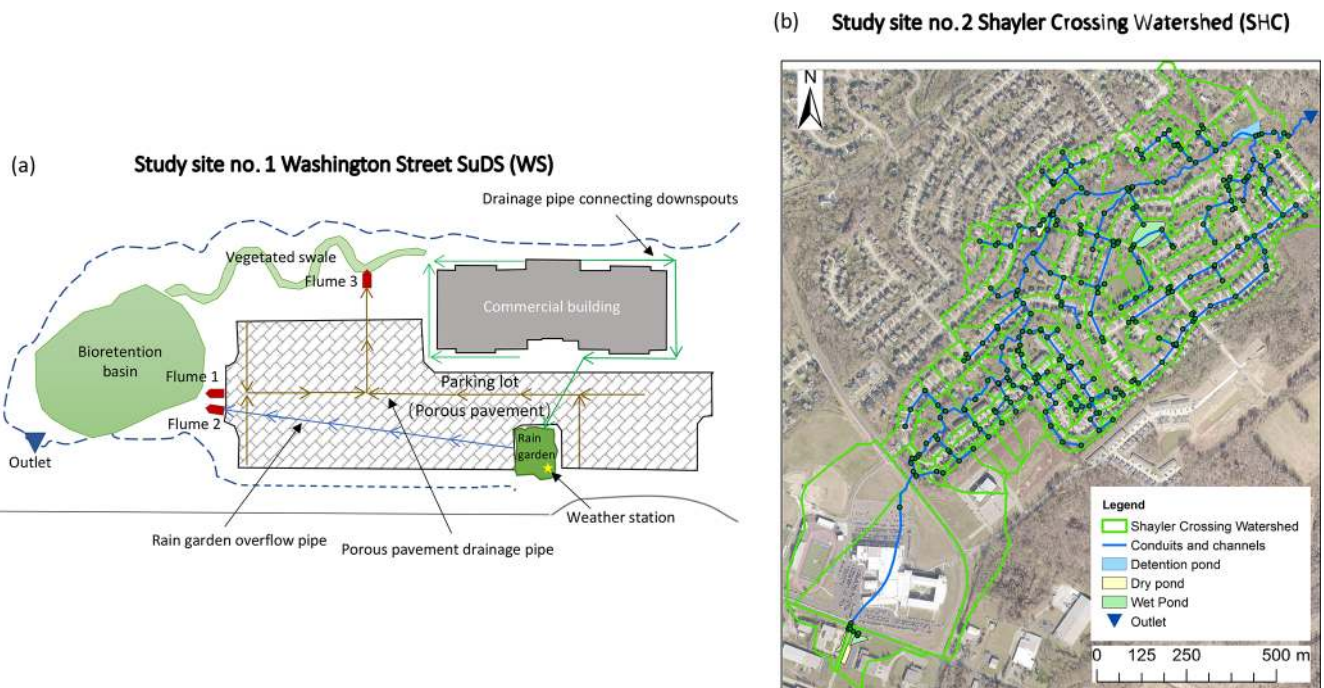 (a)
Study site no. 1 Washington Street SuDS (WS)
Drainage pipe connecting downspouts
Vegetated swale
Flume 3
Commercial building
Bioretention
basin
Flume 1
Parking lot
(Porous pavement)
Flume 2
Rain
garden
Outlet
Weather station
Rain garden overflow pipe
Porous pavement drainage pipe
(b)
Study site no. 2 Shayler Crossing Watershed (SHC)
N
Legend
Shayler Crossing Watershed
Conduits and channels
Detention pond
Dry pond
Wet Pond
Outlet
0 125 250 500 m